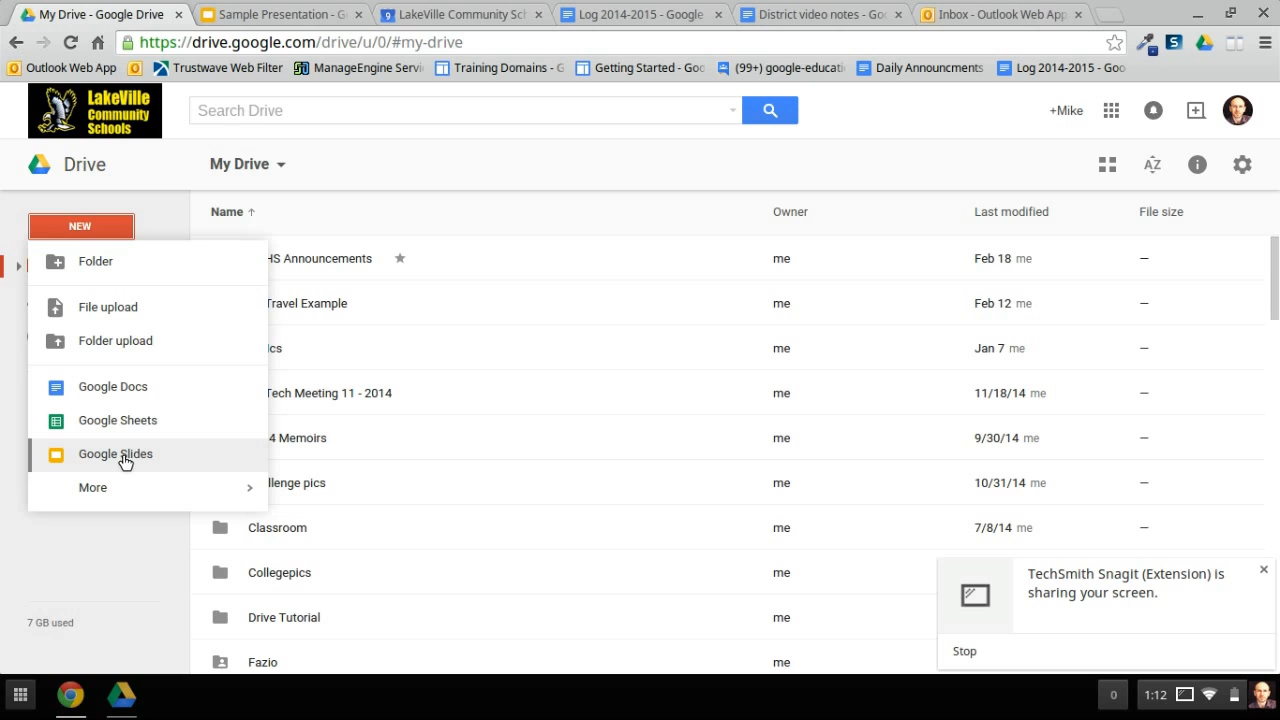 My Drive - Google Drive
Sample Presentation - G
LakeVille Community Sch
Log 2014-2015 - Google
District video notes - Goo
Inbox - Outlook Web App
https://drive.google.com/drive/u/0/#my-drive
Outlook Web App
Trustwave Web Filter
ManageEngine Servi
Training Domains - G
Getting Started - Goo
(99+) google-educati
Daily Announcments
Log 2014-2015 - Goo
LakeVille
Community
Schools
Search Drive
+Mike
Drive
My Drive
AZ
NEW
Name
Owner
Last modified
File size
Folder
File upload
Folder upload
Google Docs
Google Sheets
Google Slides
More
HS Announcements me Feb 18 me —
Travel Example me Feb 12 me —
ics me Jan 7 me —
Tech Meeting 11 - 2014 me 11/18/14 me —
4 Memoirs me 9/30/14 me —
llenge pics me 10/31/14 me —
Classroom me 7/8/14 me —
Collegepics me
Drive Tutorial me
Fazio me
7 GB used
TechSmith Snagit (Extension) is
sharing your screen.
Stop
0
1:12